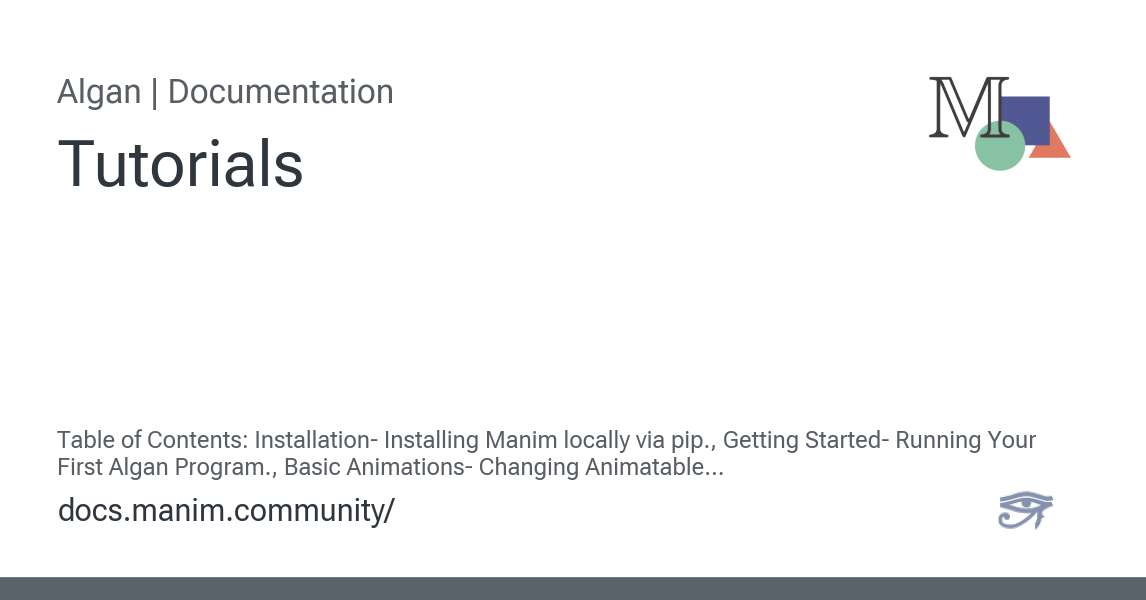 Algan | Documentation
M
Tutorials
Table of Contents: Installation- Installing Manim locally via pip., Getting Started- Running Your
First Algan Program., Basic Animations- Changing Animatable...
docs.manim.community/